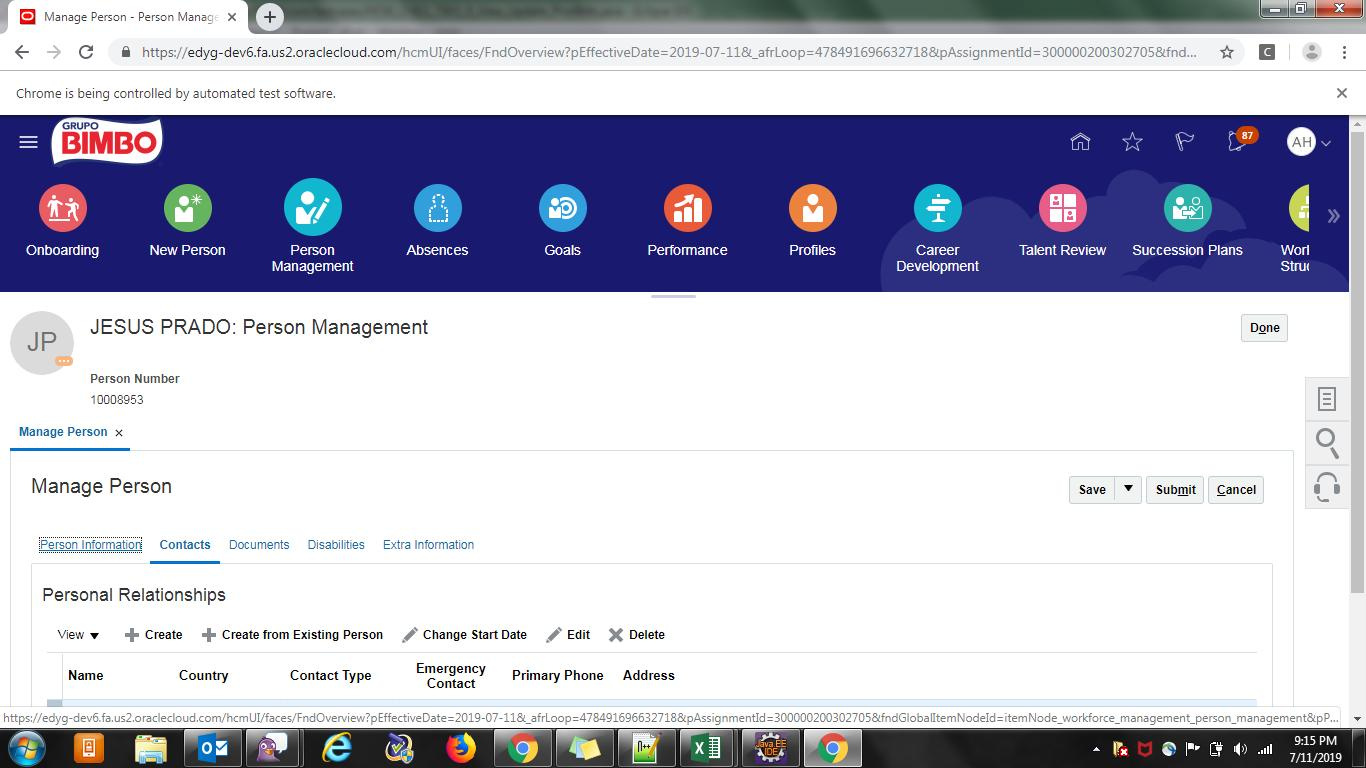 Manage Person - Person Manage
https://edyg-dev6.fa.us2.oraclecloud.com/hcmUI/faces/FndOverview?pEffectiveDate=2019-07-11&_afrLoop=478491696632718&pAssignmentId=300000200302705&fnd...
C
Chrome is being controlled by automated test software.
GRUPO
BIMBO
87
AH
Onboarding
New Person
Person
Management
Absences
Goals
Performance
Profiles
Career
Development
Talent Review
Succession Plans
Worl
Struc
JP
JESUS PRADO: Person Management
Done
Person Number
10008953
Manage Person
Manage Person
Save
Submit
Cancel
Person Information
Contacts
Documents
Disabilities
Extra Information
Personal Relationships
View
Create
Create from Existing Person
Change Start Date
Edit
Delete
Name
Country
Contact Type
Emergency
Contact
Primary Phone
Address
https://edyg-dev6.fa.us2.oraclecloud.com/hcmUI/faces/FndOverview?pEffectiveDate=2019-07-11&_afrLoop=478491696632718&pAssignmentId=300000200302705&fndGlobalItemNodeId=itemNode_workforce_management_person_management&pP...
Java EE
IDE
9:15 PM
7/11/2019